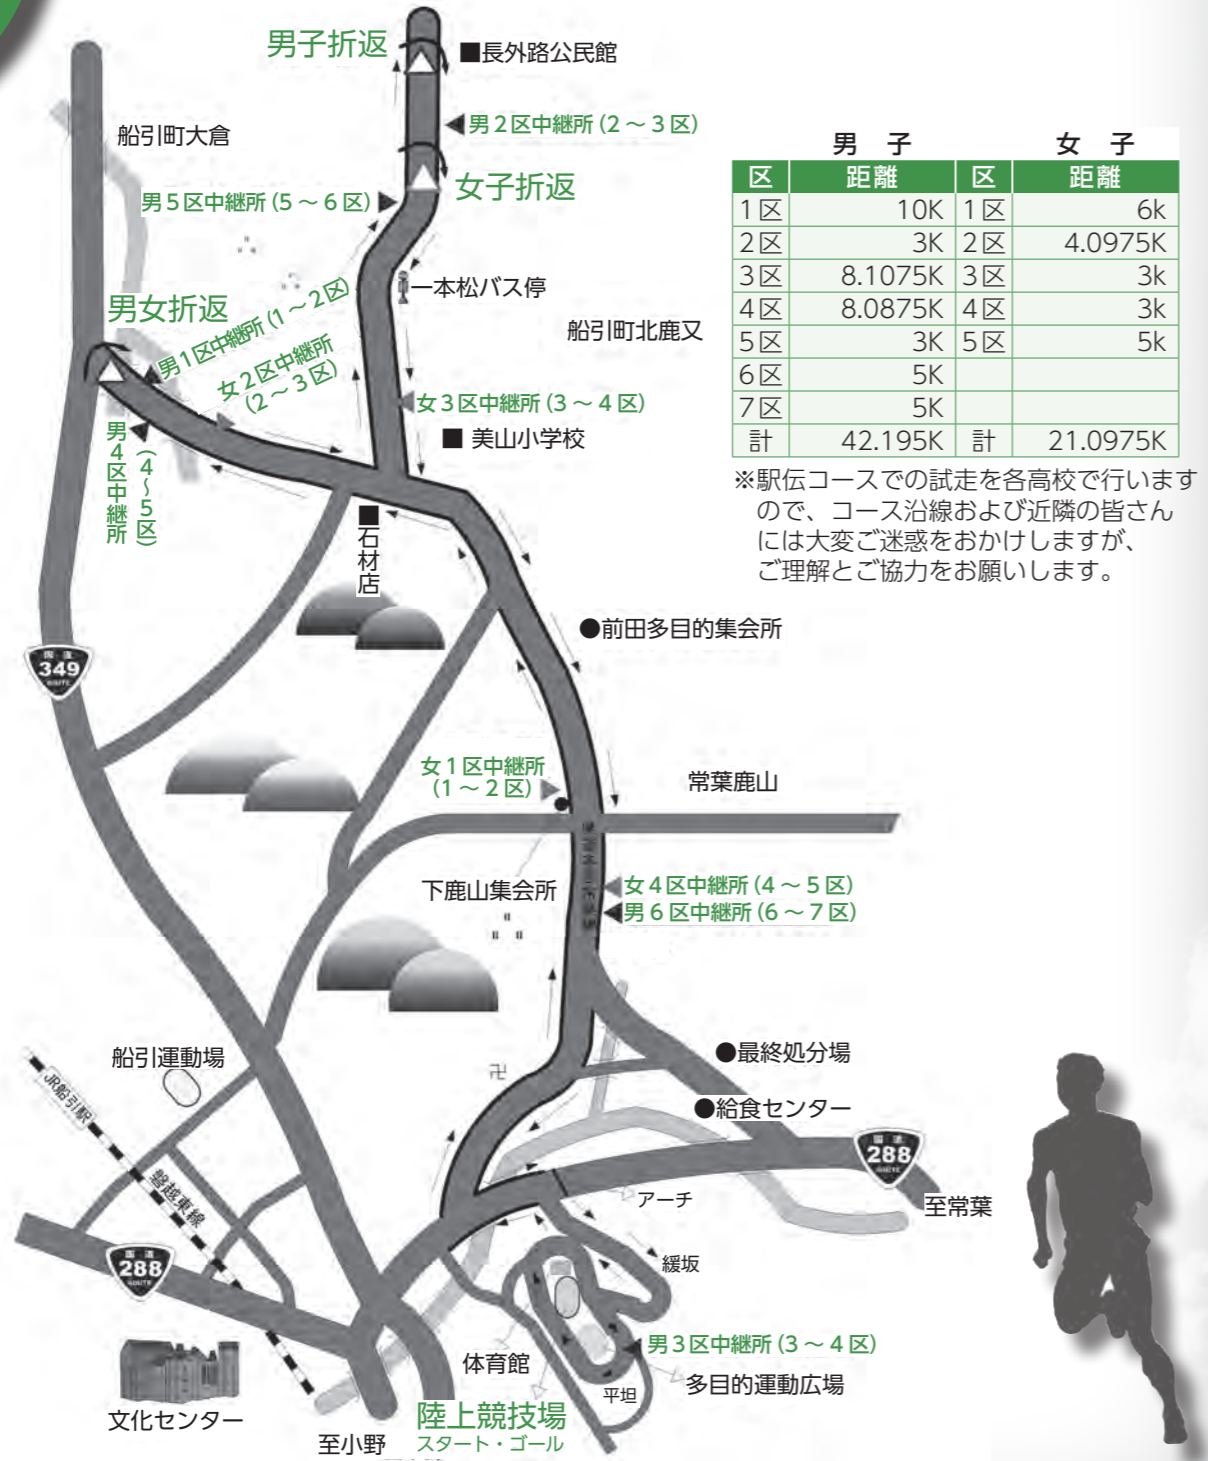 男子折返
■長外路公民館
船引町大倉
◀男2区中継所(2～3区)
男5区中継所(5～6区)▶
女子折返
一本松バス停
男女折返
男1区中継所(1～2区)
女2区中継所
(2～3区)
船引町北鹿又
女3区中継所(3～4区)
■ 美山小学校
男4区中継所
(4～5区)
■石材店
男　子　女　子
区　距離　区　距離
1区　10K　1区　6k
2区　3K　2区　4.0975K
3区　8.1075K　3区　3k
4区　8.0875K　4区　3k
5区　3K　5区　5k
6区　5K
7区　5K
計　42.195K　計　21.0975K
※駅伝コースでの試走を各高校で行います
ので、コース沿線および近隣の皆さん
には大変ご迷惑をおかけしますが、
ご理解とご協力をお願いします。
●前田多目的集会所
国道
349
ROUTE
女1区中継所
(1～2区)
常葉鹿山
下鹿山集会所
女4区中継所(4～5区)
男6区中継所(6～7区)
船引運動場
卍
●最終処分場
●給食センター
JR船引駅
磐越東線
国道
288
ROUTE
至常葉
アーチ
緩坂
国道
288
ROUTE
男3区中継所(3～4区)
体育館
多目的運動広場
平坦
文化センター
陸上競技場
スタート・ゴール
至小野